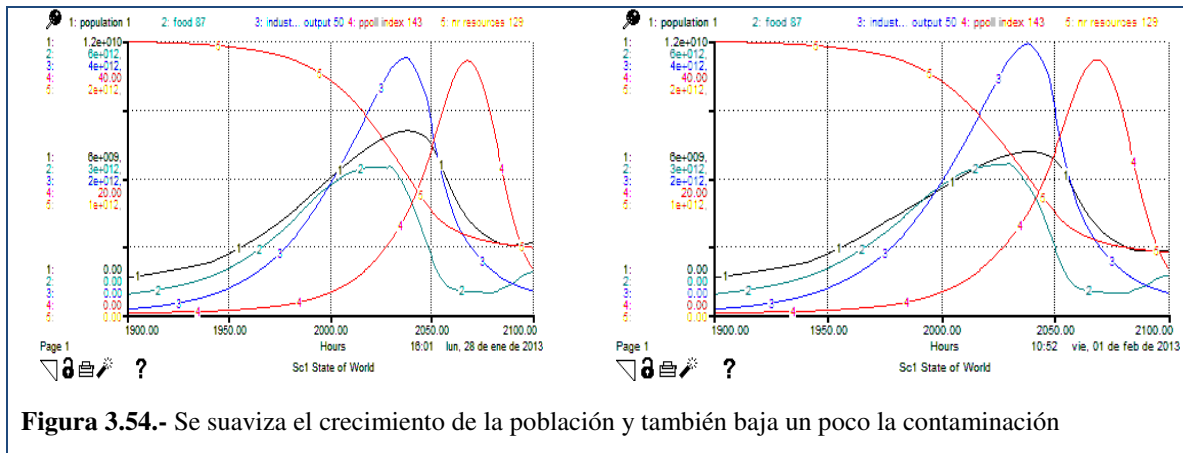 1: population 1 2: food 87 3: indust... output 50 4: ppoll index 143 5: nr resources 129
1: 1.2e+010
2: 6e+012,
3: 4e+012,
4: 40.00
5: 2e+012,
1: 6e+009,
2: 3e+012,
3: 2e+012,
4: 20.00
5: 1e+012,
1: 0.00
2: 0.00
3: 0.00
4: 0.00
5: 0.00
1900.00 1950.00 2000.00 2050.00 2100.00
Page 1 Hours 16:01 lun, 28 de ene de 2013
? Sc1 State of World
1: population 1 2: food 87 3: indust... output 50 4: ppoll index 143 5: nr resources 129
1: 1.2e+010
2: 6e+012,
3: 4e+012,
4: 40.00
5: 2e+012,
1: 6e+009,
2: 3e+012,
3: 2e+012,
4: 20.00
5: 1e+012,
1: 0.00
2: 0.00
3: 0.00
4: 0.00
5: 0.00
1900.00 1950.00 2000.00 2050.00 2100.00
Page 1 Hours 10:52 vie, 01 de feb de 2013
? Sc1 State of World
Figura 3.54.- Se suaviza el crecimiento de la población y también baja un poco la contaminación